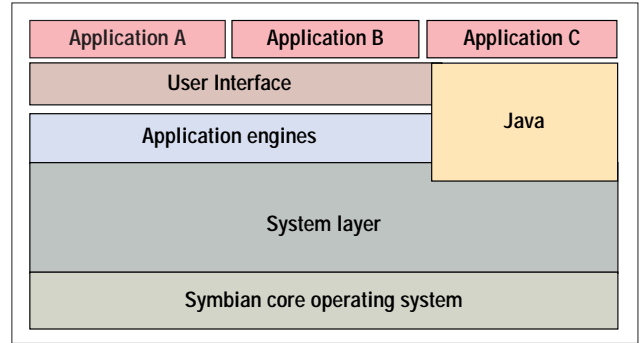 Application A
Application B
Application C
User Interface
Java
Application engines
System layer
Symbian core operating system